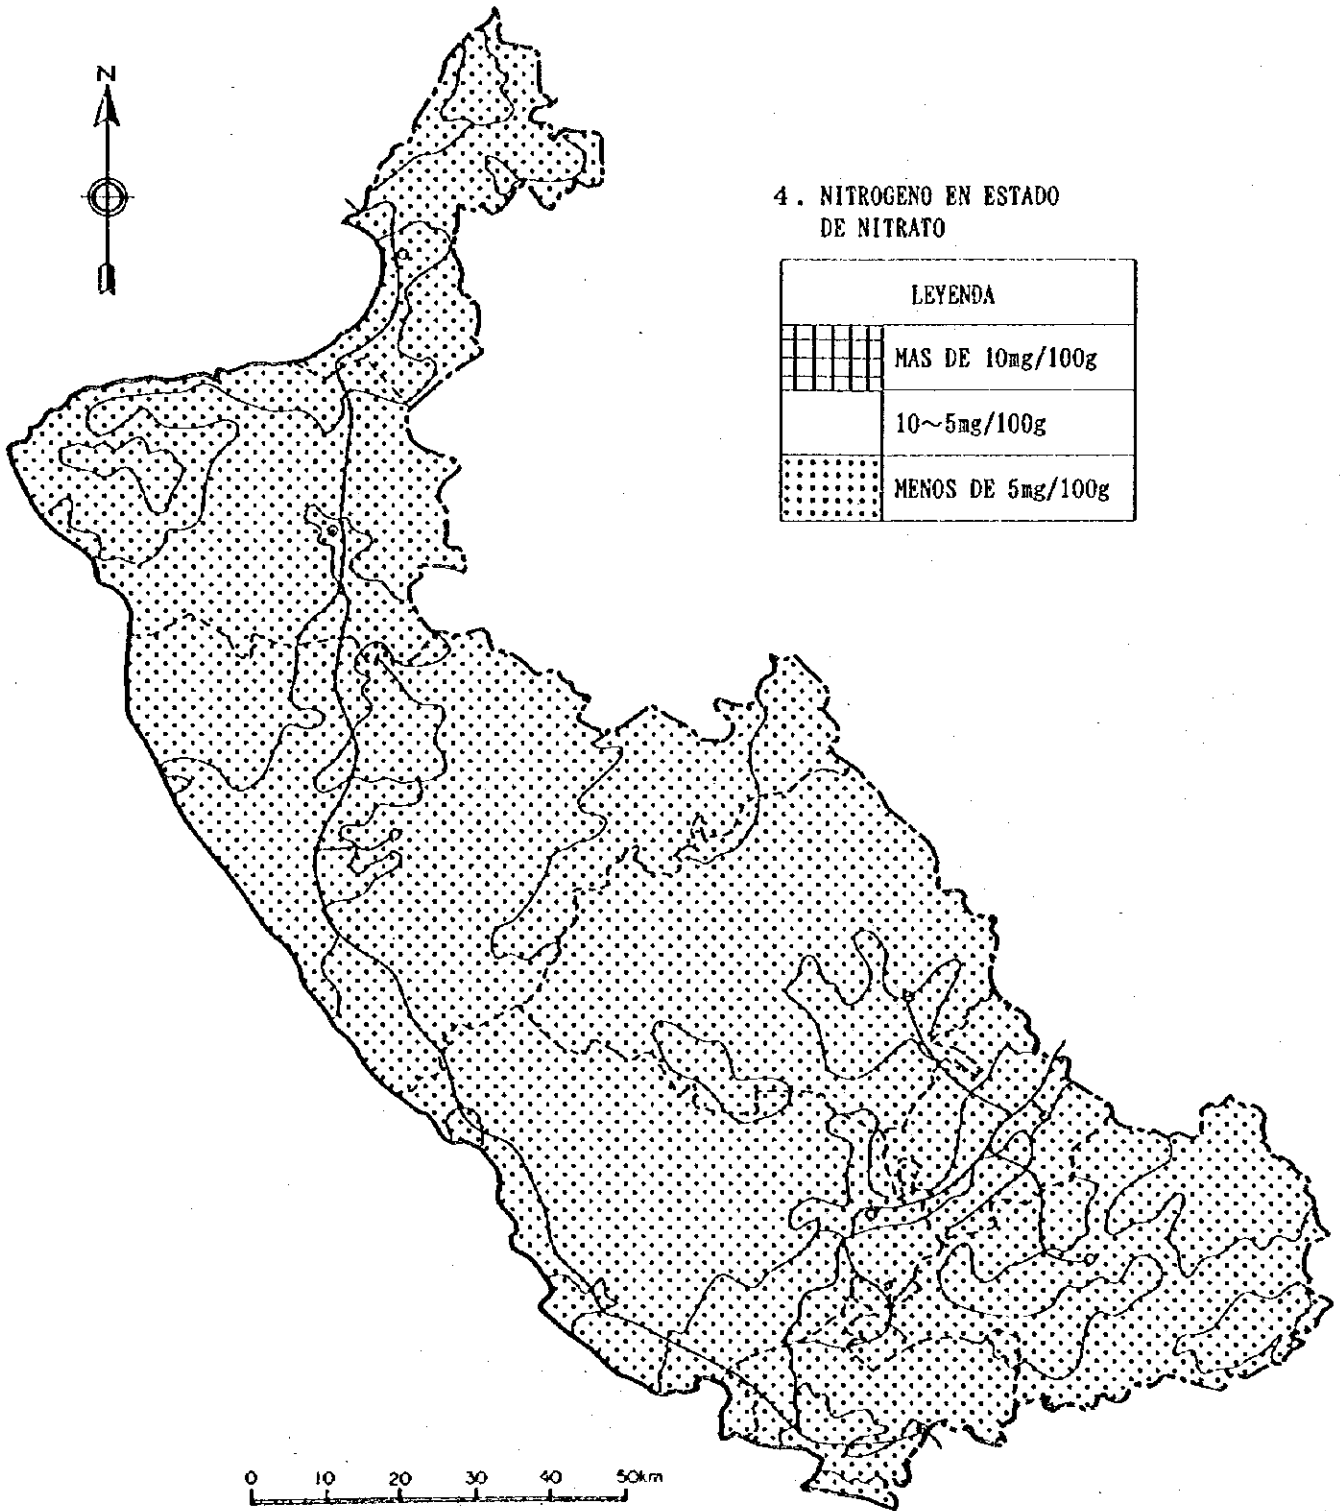 N
4. NITROGENO EN ESTADO
DE NITRATO
LEYENDA
MAS DE 10mg/100g
10~5mg/100g
MENOS DE 5mg/100g
0 10 20 30 40 50km